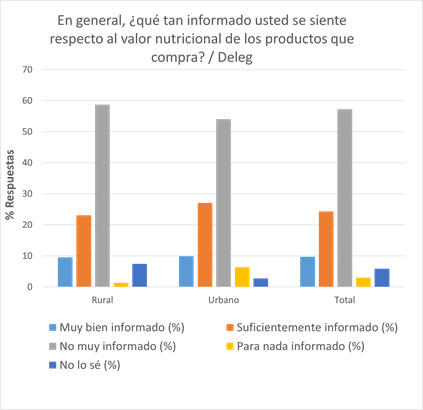 En general, ¿qué tan informado usted se siente
respecto al valor nutricional de los productos que
compra? / Deleg
70
60
50
40
30
20
10
0
% Respuestas
Rural
Urbano
Total
Muy bien informado (%)
Suficientemente informado (%)
No muy informado (%)
Para nada informado (%)
No lo sé (%)